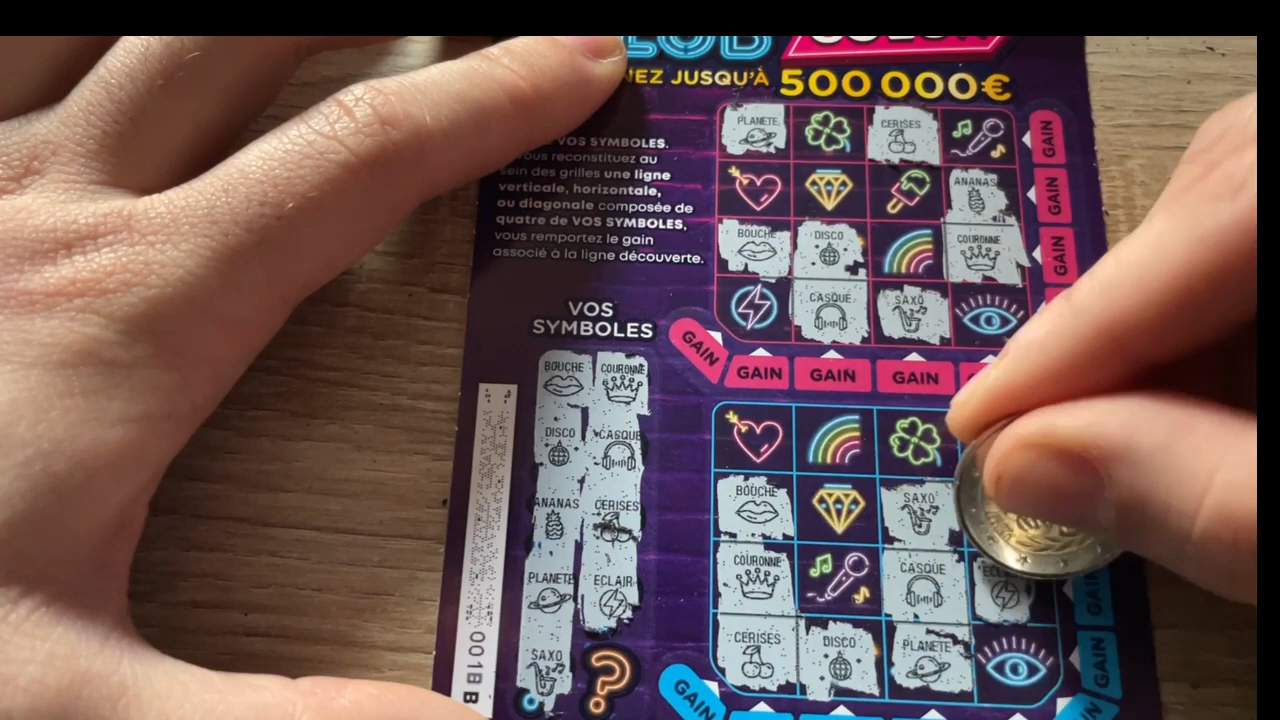 NEZ JUSQU'À 500 000€
VOS SYMBOLES.
vous reconstituez au
sein des grilles une ligne
verticale, horizontale,
ou diagonale composée de
quatre de VOS SYMBOLES,
vous remportez le gain
associé à la ligne découverte.
VOS
SYMBOLES
BOUCHE COURONNE
DISCO CASQUE
ANANAS CERISES
PLANETE ECLAIR
SAXO ?
PLANETE CERISES
ANANAS
BOUCHE DISCO COURONNE
CASQUE SAXO
GAIN
GAIN
GAIN
GAIN GAIN GAIN GAIN
BOUCHE SAXO
COURONNE CASQUE
CERISES DISCO PLANETE
GAIN
GAIN
GAIN
001B B